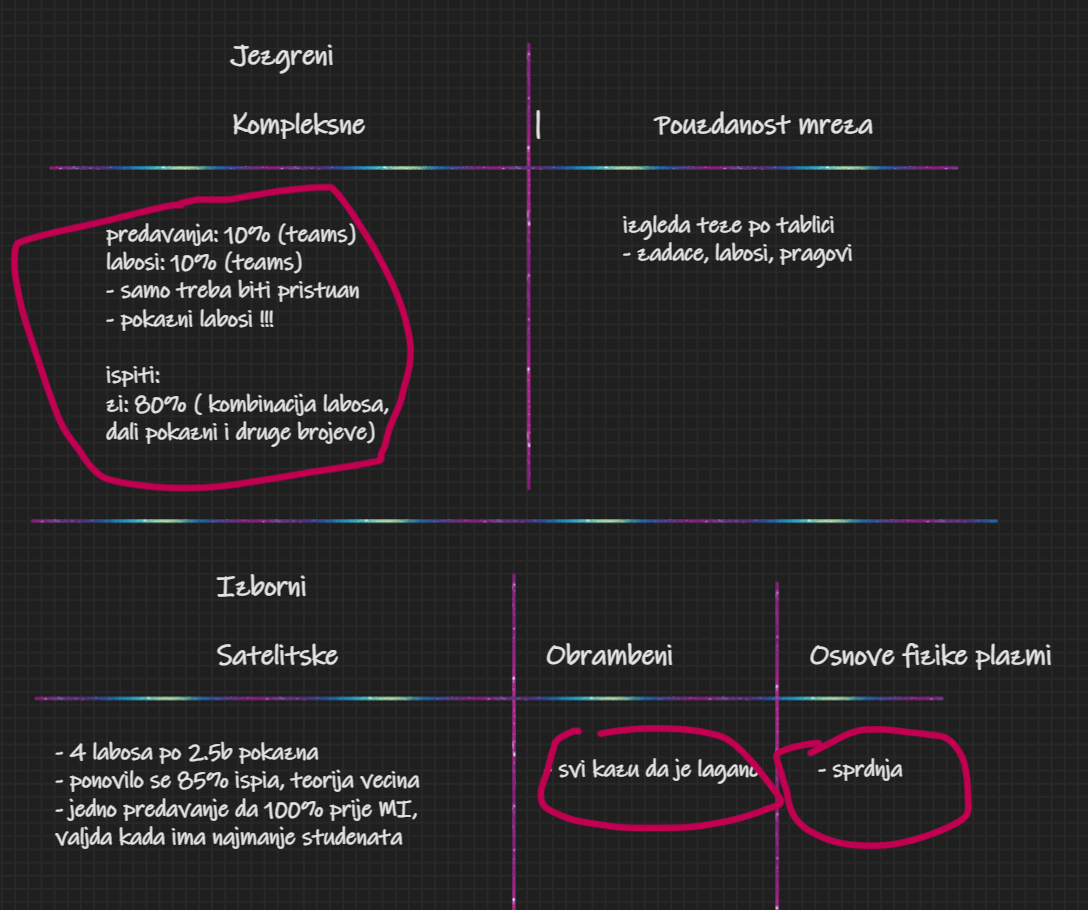 Jezgreni
Kompleksne
Pouzdanost mreza
predavanja: 10% (teams)
labosi: 10% (teams)
- samo treba biti pristuan
- pokazni labosi !!!
ispiti:
zi: 80% ( kombinacija labosa,
dali pokazni i druge brojeve)
izgleda teze po tablici
- zadace, labosi, pragovi
Izborni
Satelitske
Obrambeni
Osnove fizike plazmi
- 4 labosa po 2.5b pokazna
- ponovilo se 85% ispia, teorija vecina
- jedno predavanje da 100% prije MI,
valjda kada ima najmanje studenata
- svi kazu da je lagano
- sprdnja